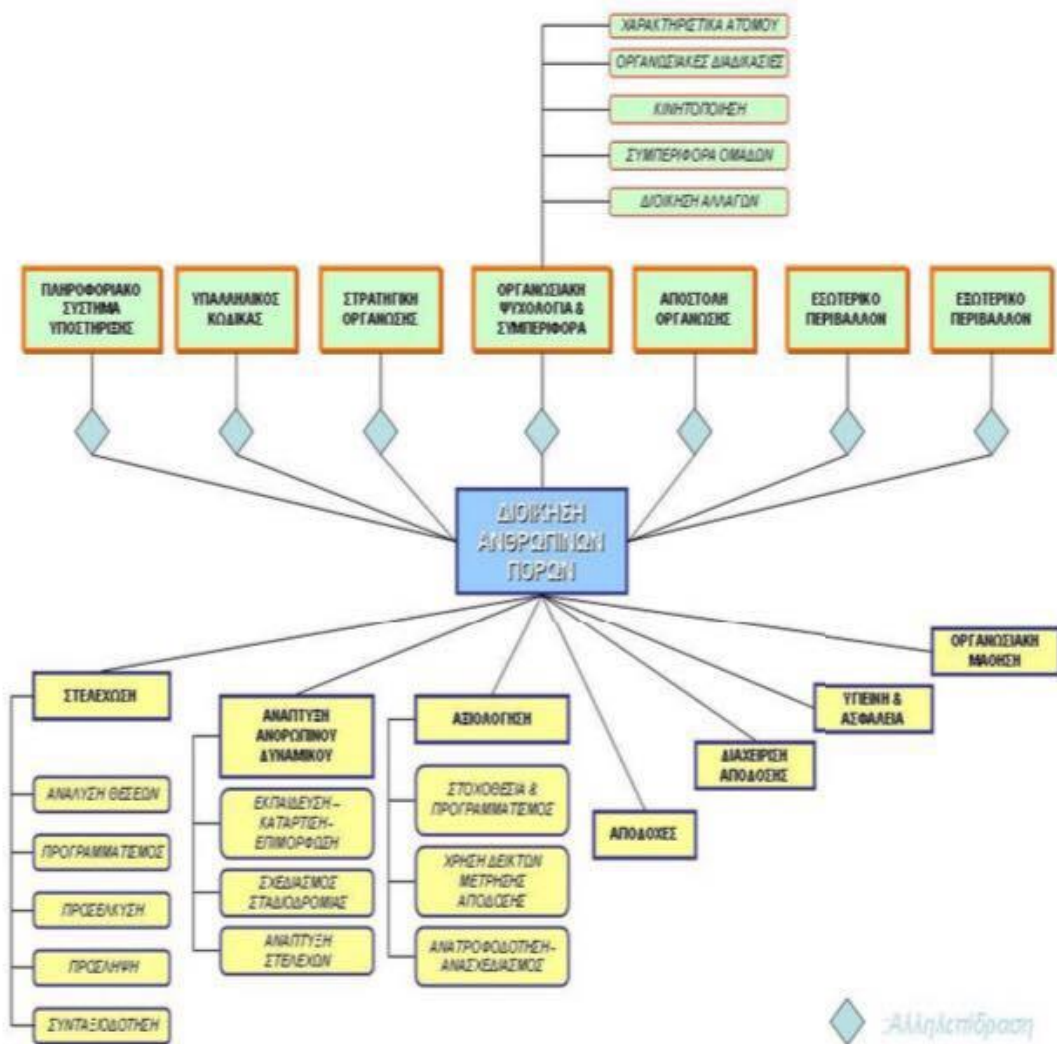 ΧΑΡΑΚΤΗΡΙΣΤΙΚΑ ΑΤΟΜΟΥ
ΟΡΓΑΝΩΣΙΑΚΕΣ ΔΙΑΔΙΚΑΣΙΕΣ
ΚΙΝΗΤΟΠΟΙΗΣΗ
ΣΥΜΠΕΡΙΦΟΡΑ ΟΜΑΔΩΝ
ΔΙΟΙΚΗΣΗ ΑΛΛΑΓΩΝ
ΠΛΗΡΟΦΟΡΙΑΚΟ
ΣΥΣΤΗΜΑ
ΥΠΟΣΤΗΡΙΞΗΣ
ΥΠΑΛΛΗΛΙΚΟΣ
ΚΩΔΙΚΑΣ
ΣΤΡΑΤΗΓΙΚΗ
ΟΡΓΑΝΩΣΗΣ
ΟΡΓΑΝΩΣΙΑΚΗ
ΨΥΧΟΛΟΓΙΑ &
ΣΥΜΠΕΡΙΦΟΡΑ
ΑΠΟΣΤΟΛΗ
ΟΡΓΑΝΩΣΗΣ
ΕΣΩΤΕΡΙΚΟ
ΠΕΡΙΒΑΛΛΟΝ
ΕΞΩΤΕΡΙΚΟ
ΠΕΡΙΒΑΛΛΟΝ
ΔΙΟΙΚΗΣΗ
ΑΝΘΡΩΠΙΝΩΝ
ΠΟΡΩΝ
ΣΤΕΛΕΧΩΣΗ
ΑΝΑΛΥΣΗ ΘΕΣΕΩΝ
ΠΡΟΓΡΑΜΜΑΤΙΣΜΟΣ
ΠΡΟΣΕΛΚΥΣΗ
ΠΡΟΣΛΗΨΗ
ΣΥΝΤΑΞΙΟΔΟΤΗΣΗ
ΑΝΑΠΤΥΞΗ
ΑΝΘΡΩΠΙΝΟΥ
ΔΥΝΑΜΙΚΟΥ
ΕΚΠΑΙΔΕΥΣΗ –
ΚΑΤΑΡΤΙΣΗ–
ΕΠΙΜΟΡΦΩΣΗ
ΣΧΕΔΙΑΣΜΟΣ
ΣΤΑΔΙΟΔΡΟΜΙΑΣ
ΑΝΑΠΤΥΞΗ
ΣΤΕΛΕΧΩΝ
ΑΞΙΟΛΟΓΗΣΗ
ΣΤΟΧΟΘΕΣΙΑ &
ΠΡΟΓΡΑΜΜΑΤΙΣΜΟΣ
ΧΡΗΣΗ ΔΕΙΚΤΩΝ
ΜΕΤΡΗΣΗΣ
ΑΠΟΔΟΣΗΣ
ΑΝΑΤΡΟΦΟΔΟΤΗΣΗ–
ΑΝΑΣΧΕΔΙΑΣΜΟΣ
ΑΠΟΔΟΧΕΣ
ΔΙΑΧΕΙΡΙΣΗ
ΑΠΟΔΟΣΗΣ
ΥΓΙΕΙΝΗ &
ΑΣΦΑΛΕΙΑ
ΟΡΓΑΝΩΣΙΑΚΗ
ΜΑΘΗΣΗ
:Αλληλεπίδραση